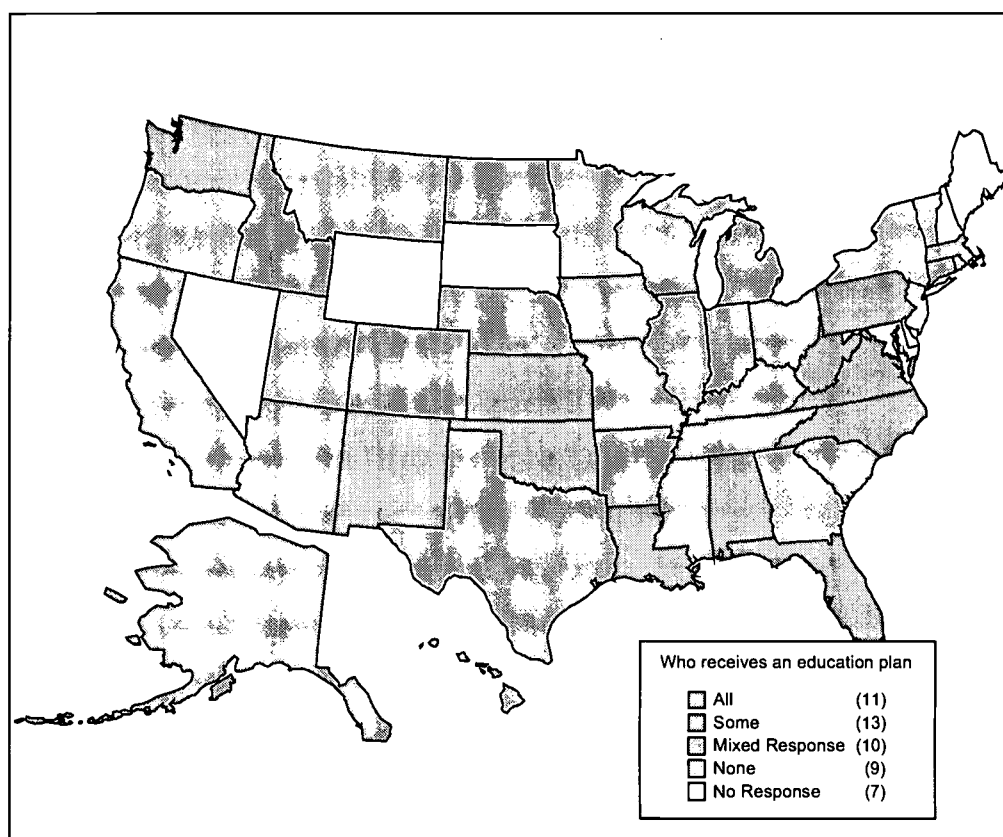 Who receives an education plan
All (11)
Some (13)
Mixed Response (10)
None (9)
No Response (7)